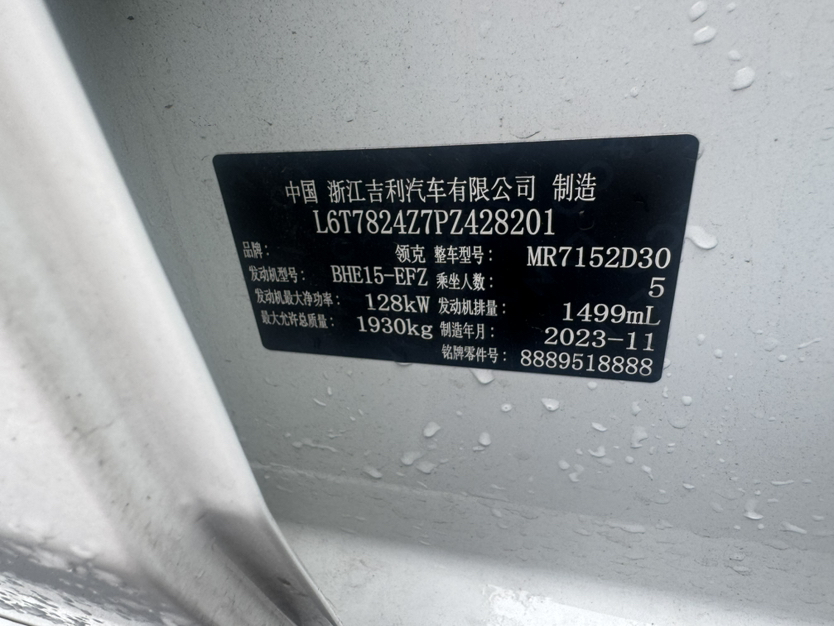 中国 浙江吉利汽车有限公司 制造
L6T7824Z7PZ428201
品牌: 领克 整车型号: MR7152D30
发动机型号: BHE15-EFZ 乘坐人数: 5
发动机最大净功率: 128kW 发动机排量: 1499mL
最大允许总质量: 1930kg 制造年月: 2023-11
铭牌零件号: 8889518888